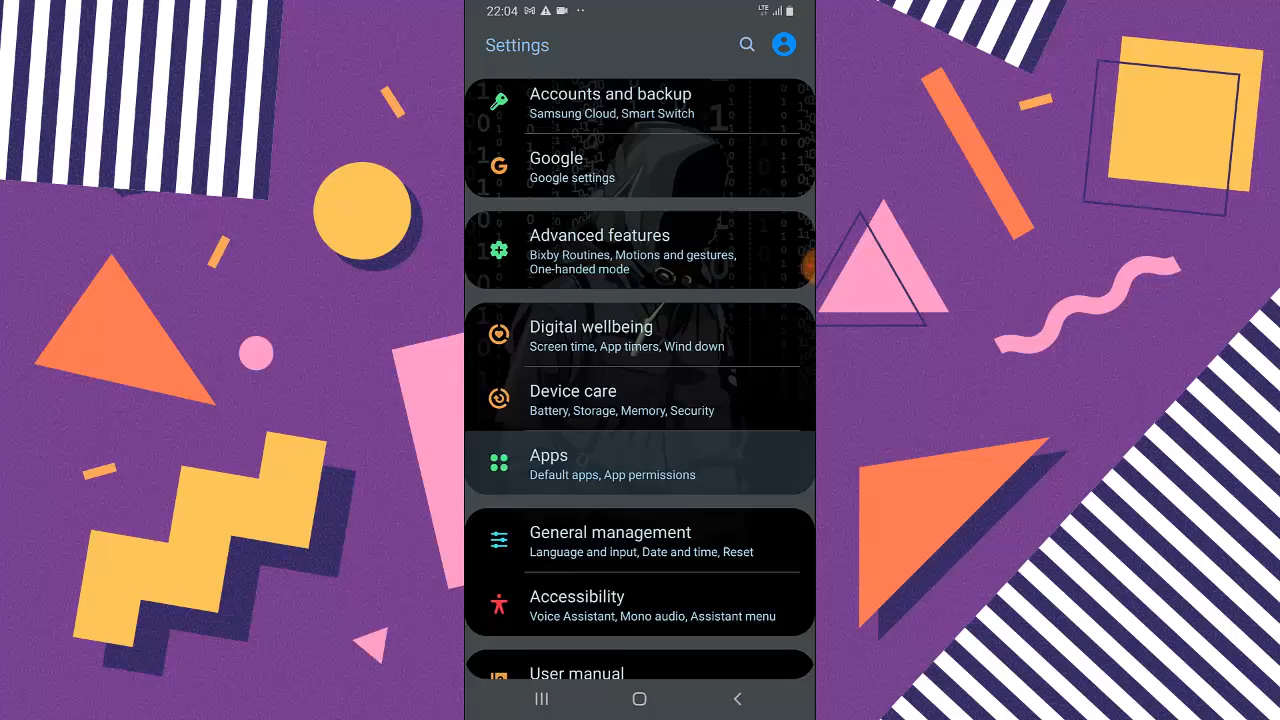 22:04
LTE
Settings
Accounts and backup
Samsung Cloud, Smart Switch
Google
Google settings
Advanced features
Bixby Routines, Motions and gestures,
One-handed mode
Digital wellbeing
Screen time, App timers, Wind down
Device care
Battery, Storage, Memory, Security
Apps
Default apps, App permissions
General management
Language and input, Date and time, Reset
Accessibility
Voice Assistant, Mono audio, Assistant menu
User manual